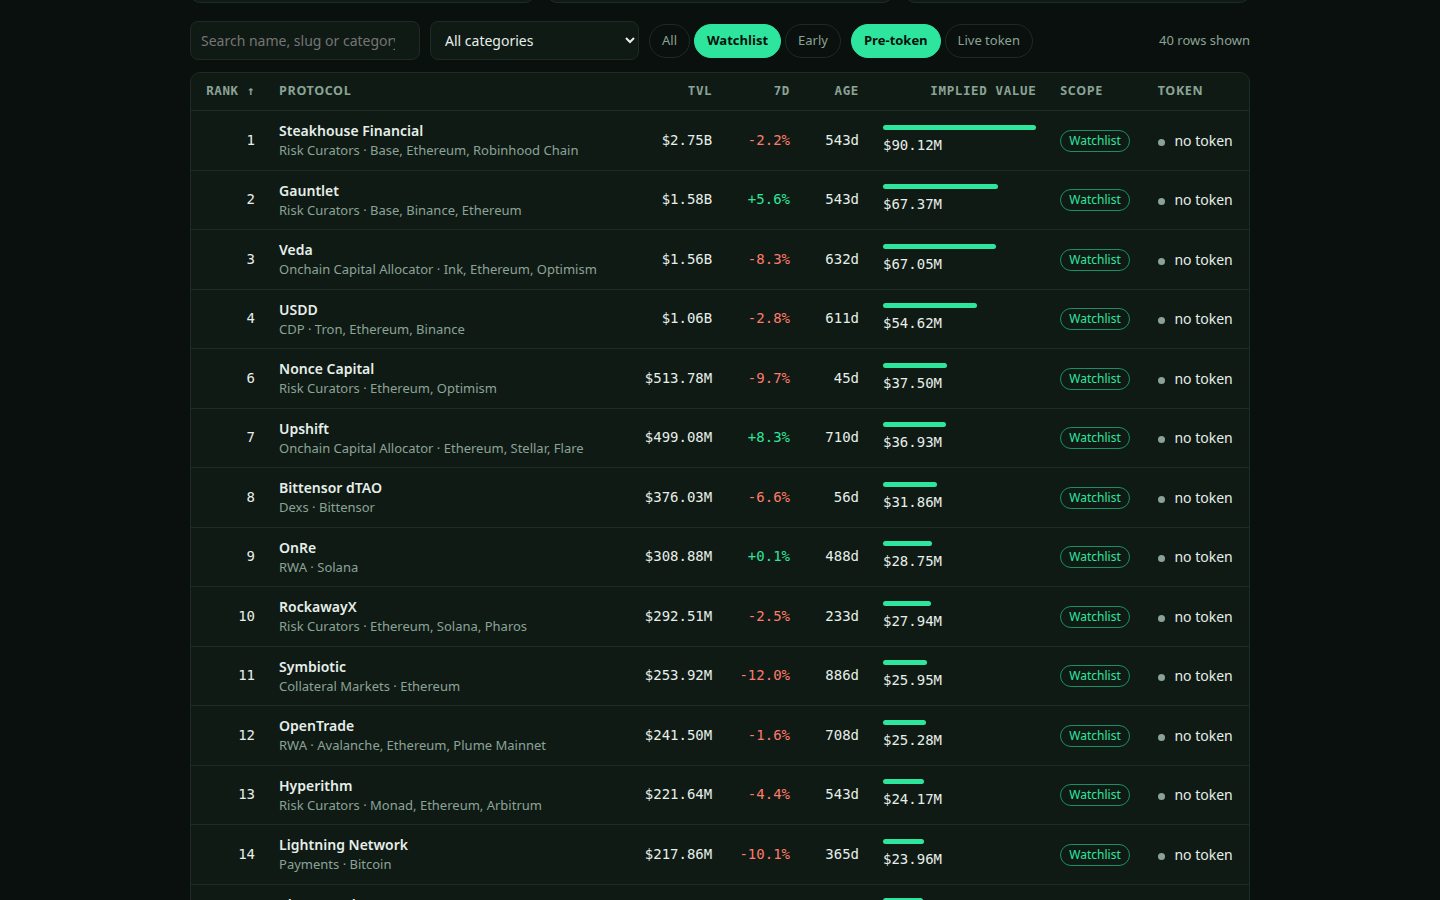 Search name, slug or category
All categories
All Watchlist Early Pre-token Live token
40 rows shown
RANK ↑ PROTOCOL TVL 7D AGE IMPLIED VALUE SCOPE TOKEN
1 Steakhouse Financial $2.75B -2.2% 543d $90.12M Watchlist no token
Risk Curators · Base, Ethereum, Robinhood Chain
2 Gauntlet $1.58B +5.6% 543d $67.37M Watchlist no token
Risk Curators · Base, Binance, Ethereum
3 Veda $1.56B -8.3% 632d $67.05M Watchlist no token
Onchain Capital Allocator · Ink, Ethereum, Optimism
4 USDD $1.06B -2.8% 611d $54.62M Watchlist no token
CDP · Tron, Ethereum, Binance
6 Nonce Capital $513.78M -9.7% 45d $37.50M Watchlist no token
Risk Curators · Ethereum, Optimism
7 Upshift $499.08M +8.3% 710d $36.93M Watchlist no token
Onchain Capital Allocator · Ethereum, Stellar, Flare
8 Bittensor dTAO $376.03M -6.6% 56d $31.86M Watchlist no token
Dexs · Bittensor
9 OnRe $308.88M +0.1% 488d $28.75M Watchlist no token
RWA · Solana
10 RockawayX $292.51M -2.5% 233d $27.94M Watchlist no token
Risk Curators · Ethereum, Solana, Pharos
11 Symbiotic $253.92M -12.0% 886d $25.95M Watchlist no token
Collateral Markets · Ethereum
12 OpenTrade $241.50M -1.6% 708d $25.28M Watchlist no token
RWA · Avalanche, Ethereum, Plume Mainnet
13 Hyperithm $221.64M -4.4% 543d $24.17M Watchlist no token
Risk Curators · Monad, Ethereum, Arbitrum
14 Lightning Network $217.86M -10.1% 365d $23.96M Watchlist no token
Payments · Bitcoin